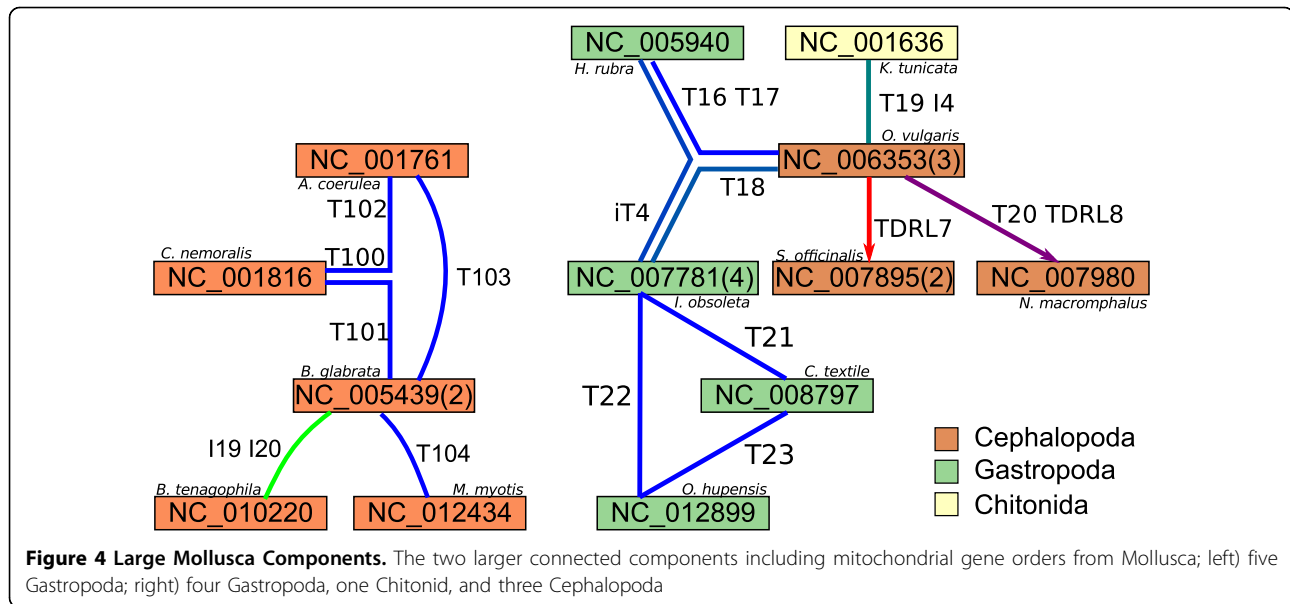 NC_005940
H. rubra
NC_001636
K. tunicata
T16 T17
T19 I4
O. vulgaris
NC_006353(3)
NC_001761
A. coerulea
T102
T18
iT4
TDRL7
T20 TDRL8
C. nemoralis
T100
NC_001816
T103
S. officinalis
NC_007781(4)
I. obsoleta
NC_007895(2)
NC_007980
N. macromphalus
T101
T21
B. glabrata
NC_005439(2)
C. textile
NC_008797
T22
I19 I20
T104
T23
Cephalopoda
Gastropoda
Chitonida
B. tenagophila
NC_010220
M. myotis
NC_012434
O. hupensis
NC_012899
Figure 4 Large Mollusca Components. The two larger connected components including mitochondrial gene orders from Mollusca; left) five
Gastropoda; right) four Gastropoda, one Chitonid, and three Cephalopoda